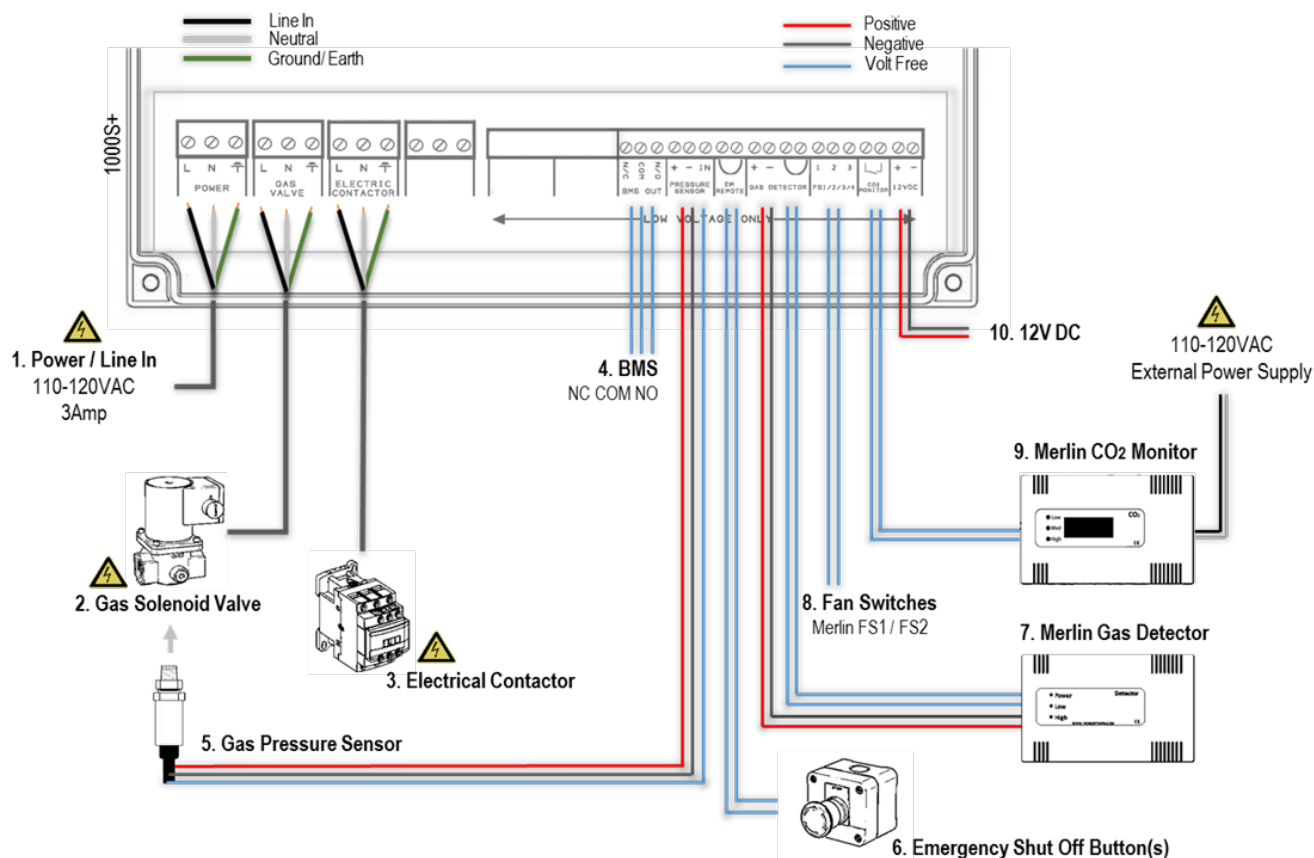 Line In
Neutral
Ground/ Earth
Positive
Negative
Volt Free
1000S+
L N
POWER
L N
GAS
VALVE
L N
ELECTRIC
CONTACTOR
N/C
COM
N/O
BMS OUT
+ - IN
PRESSURE
SENSOR
EM
REMOTE
+ -
GAS DETECTOR
1 2 3
FS1/2/3/4
CO2
MONITOR
+ -
12VDC
LOW VOLTAGE ONLY
1. Power / Line In
110-120VAC
3Amp
2. Gas Solenoid Valve
3. Electrical Contactor
4. BMS
NC COM NO
5. Gas Pressure Sensor
10. 12V DC
110-120VAC
External Power Supply
9. Merlin CO2 Monitor
Low
Med
High
CO2
CE
8. Fan Switches
Merlin FS1 / FS2
7. Merlin Gas Detector
Power
Low
High
Detector
CE
6. Emergency Shut Off Button(s)